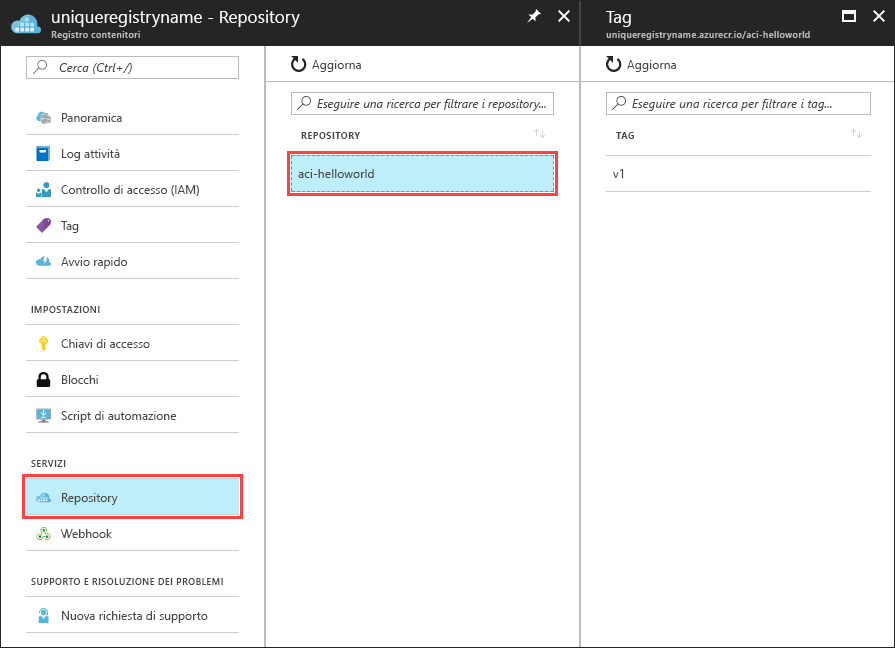 uniqueregistryname - Repository
Registro contenitori
Cerca (Ctrl+/)
Panoramica
Log attività
Controllo di accesso (IAM)
Tag
Avvio rapido
IMPOSTAZIONI
Chiavi di accesso
Blocchi
Script di automazione
SERVIZI
Repository
Webhook
SUPPORTO E RISOLUZIONE DEI PROBLEMI
Nuova richiesta di supporto
Aggiorna
Eseguire una ricerca per filtrare i repository...
REPOSITORY
aci-helloworld
Tag
uniqueregistryname.azurecr.io/aci-helloworld
Aggiorna
Eseguire una ricerca per filtrare i tag...
TAG
v1